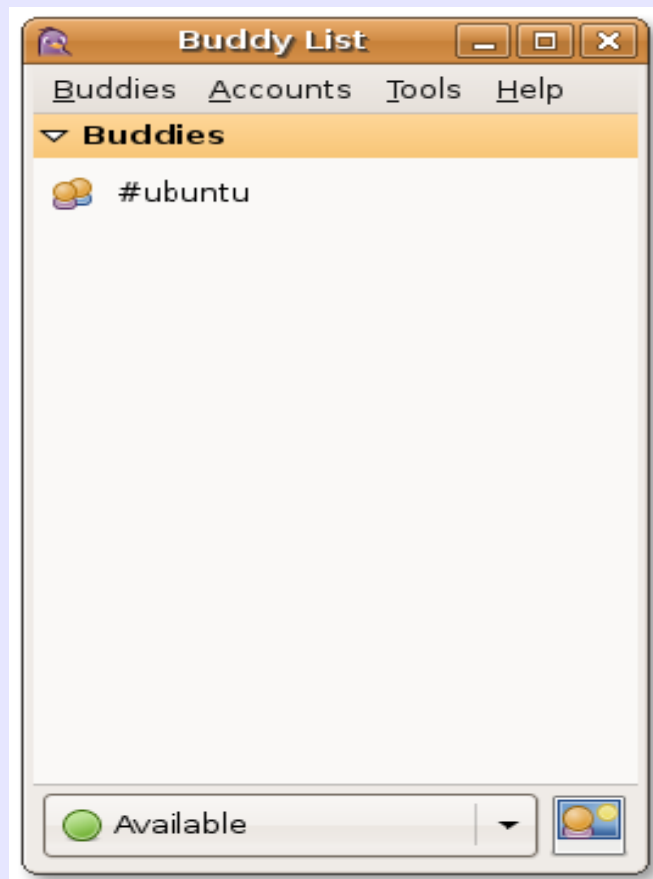 Buddy List
Buddies Accounts Tools Help
Buddies
#ubuntu
Available